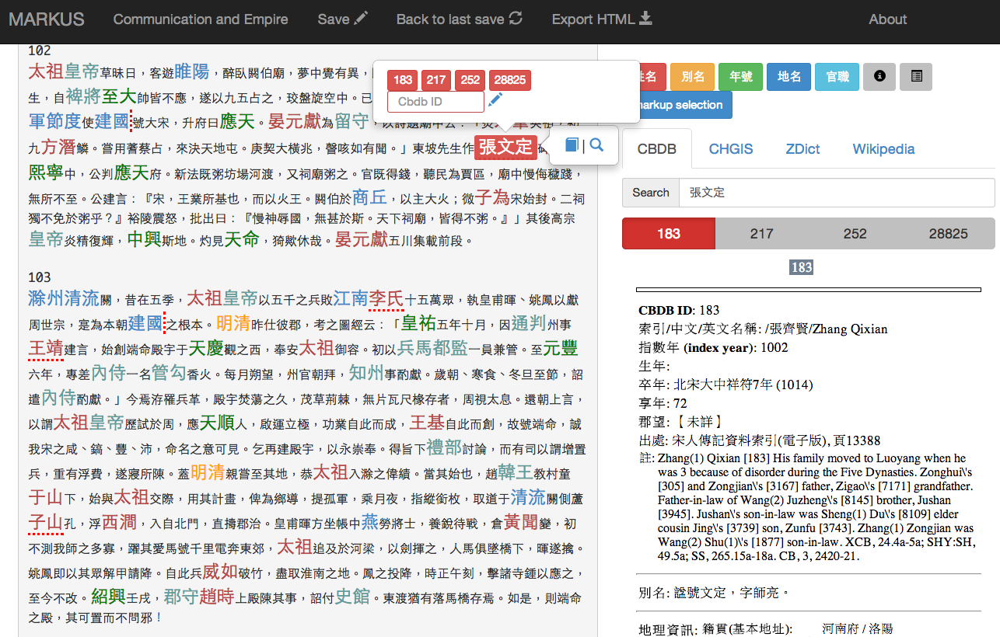 MARKUS Communication and Empire Save Back to last save Export HTML About
102
太祖皇帝草昧日，客遊睢陽，醉臥閼伯廟，夢中覺有異，
生，自裨將至大帥皆不應，遂以九五占之，珓盤旋空中。已
軍節度使建國號大宋，升府曰應天。晏元獻為留守，以詩題廟中云：「炎
九方潛鱗。嘗用蓍蔡占，來決天地屯。庚契大橫兆，謦咳如有聞。」東坡先生作張文定
熙寧中，公判應天府。新法既粥坊場河渡，又祠廟粥之。官既得錢，聽民為賈區，廟中慢侮穢踐，
無所不至。公建言：『宋，王業所基也，而以火王。閼伯於商丘，以主大火；微子為宋始封。二祠
獨不免於粥乎？』裕陵震怒，批出曰：『慢神辱國，無甚於斯。天下祠廟，皆得不粥。』」其後高宗
皇帝炎精復輝，中興斯地。灼見天命，猗歟休哉。晏元獻五川集載前段。
183 217 252 28825
Cbdb ID
|
103
滁州清流關，昔在五季，太祖皇帝以五千之兵敗江南李氏十五萬眾，執皇甫暉、姚鳳以獻
周世宗，寔為本朝建國之根本。明清昨仕彼郡，考之圖經云：「皇祐五年十月，因通判州事
王靖建言，始創端命殿宇于天慶觀之西，奉安太祖御容。初以兵馬都監一員兼管。至元豐
六年，專差內侍一名管勾香火。每月朔望，州官朝拜，知州事酌獻。歲朝、寒食、冬旦至節，詔
遣內侍酌獻。」今焉洊罹兵革，殿宇焚蕩之久，茂草荊棘，無片瓦尺椽存者，周視太息。還朝上言，
以謂太祖皇帝歷試於周，應天順人，啟運立極，功業自此而成，王基自此而創，故號端命，誠
我宋之咸、鎬、豐、沛，命名之意可見。乞再建殿宇，以永崇奉。得旨下禮部討論，而有司以謂增置
兵，重有浮費，遂寢所陳。蓋明清親嘗至其地，恭太祖入滁之偉績。當其始也，趙韓王教村童
于山下，始與太祖交際，用其計畫，俾為鄉導，提孤軍，乘月夜，指縱銜枚，取道于清流關側蘆
子山孔，浮西澗，入自北門，直擣郡治。皇甫暉方坐帳中燕勞將士，養銳待戰，倉黃聞變，初
不測我師之多寡，躍其愛馬號千里電奔東郊，太祖追及於河梁，以劍揮之，人馬俱墜橋下，暉遂擒。
姚鳳即以其眾解甲請降。自此兵威如破竹，盡取淮南之地。鳳之投降，時正午刻，擊諸寺鍾以應之，
至今不改。紹興壬戌，郡守趙時上殿陳其事，詔付史館。東渡猶有落馬橋存焉。如是，則端命
之殿，其可置而不問邪！
姓名 別名 年號 地名 官職
markup selection
CBDB CHGIS ZDict Wikipedia
Search 張文定
183 217 252 28825
183
CBDB ID: 183
索引/中文/英文名稱: /張齊賢/Zhang Qixian
指數年 (index year): 1002
生年:
卒年: 北宋大中祥符7年 (1014)
享年: 72
郡望: 【未詳】
出處: 宋人傳記資料索引(電子版), 頁13388
註: Zhang(1) Qixian [183] His family moved to Luoyang when he
was 3 because of disorder during the Five Dynasties. Zonghui\'s
[305] and Zongjian\'s [3167] father, Zigao\'s [7171] grandfather.
Father-in-law of Wang(2) Juzheng\'s [8145] brother, Jushan
[3945]. Jushan\'s son-in-law was Sheng(1) Du\'s [8109] elder
cousin Jing\'s [3739] son, Zunfu [3743]. Zhang(1) Zongjian was
Wang(2) Shu(1)\'s [1877] son-in-law. XCB, 24.4a-5a; SHY:SH,
49.5a; SS, 265.15a-18a. CB, 3, 2420-21.
別名: 諡號文定，字師亮。
地理資訊: 籍貫(基本地址): 河南府 / 洛陽